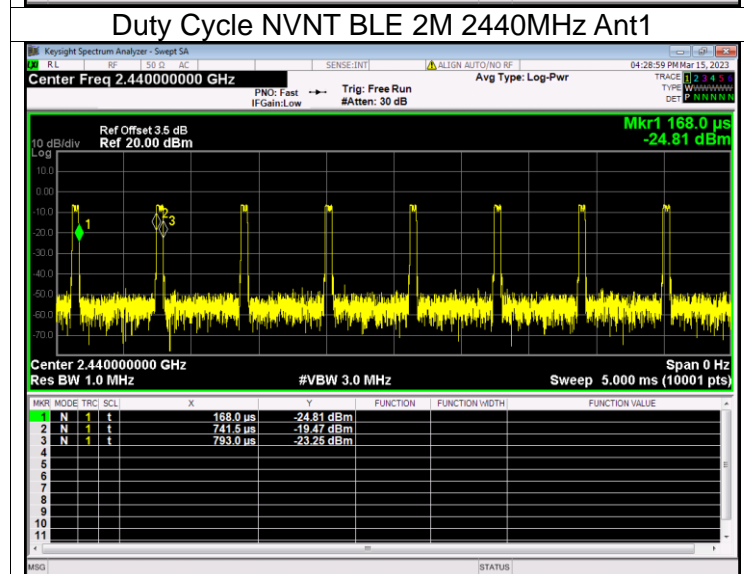 Duty Cycle NVNT BLE 2M 2440MHz Ant1
Keysight Spectrum Analyzer - Swept SA
RL RF 50 Ω AC SENSE:INT ALIGN AUTO/NO RF 04:28:59 PM Mar 15, 2023
Center Freq 2.440000000 GHz Avg Type: Log-Pwr TRACE 1 2 3 4 5 6
PNO: Fast Trig: Free Run TYPE W
IFGain:Low #Atten: 30 dB DET P N N N N N
Mkr1 168.0 µs
-24.81 dBm
Ref Offset 3.5 dB
10 dB/div Ref 20.00 dBm
Log
10.0
0.00
-10.0
-20.0
-30.0
-40.0
-50.0
-60.0
-70.0
1
2
3
Center 2.440000000 GHz Span 0 Hz
Res BW 1.0 MHz #VBW 3.0 MHz Sweep 5.000 ms (10001 pts)
MKR MODE TRC SCL X Y FUNCTION FUNCTION WIDTH FUNCTION VALUE
1 N 1 t 168.0 µs -24.81 dBm
2 N 1 t 741.5 µs -19.47 dBm
3 N 1 t 793.0 µs -23.25 dBm
4
5
6
7
8
9
10
11
MSG STATUS